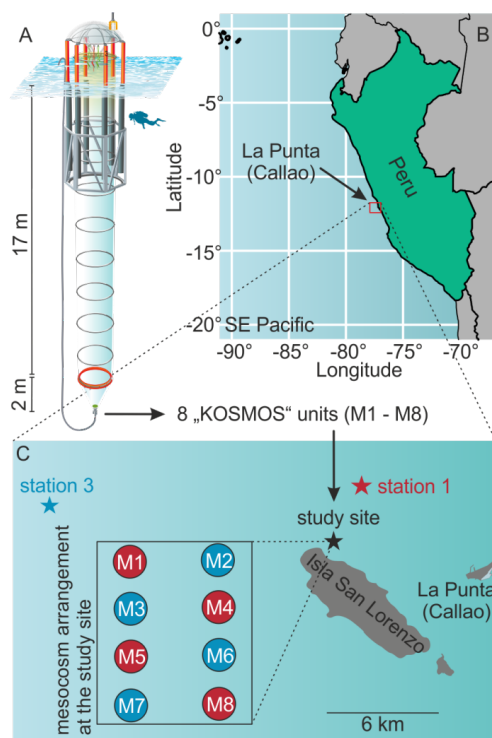 A
17 m
2 m
B
Latitude
0°
-5°
-10°
-15°
-20°
La Punta
(Callao)
Peru
SE Pacific
-91° -85° -80° -75° -67°
Longitude
8 „KOSMOS“ units (M1 - M8)
C
station 3
station 1
study site
Isla San Lorenzo
La Punta
(Callao)
mesocosm arrangement
at the study site
M1 M2
M3 M4
M5 M6
M7 M8
6 km